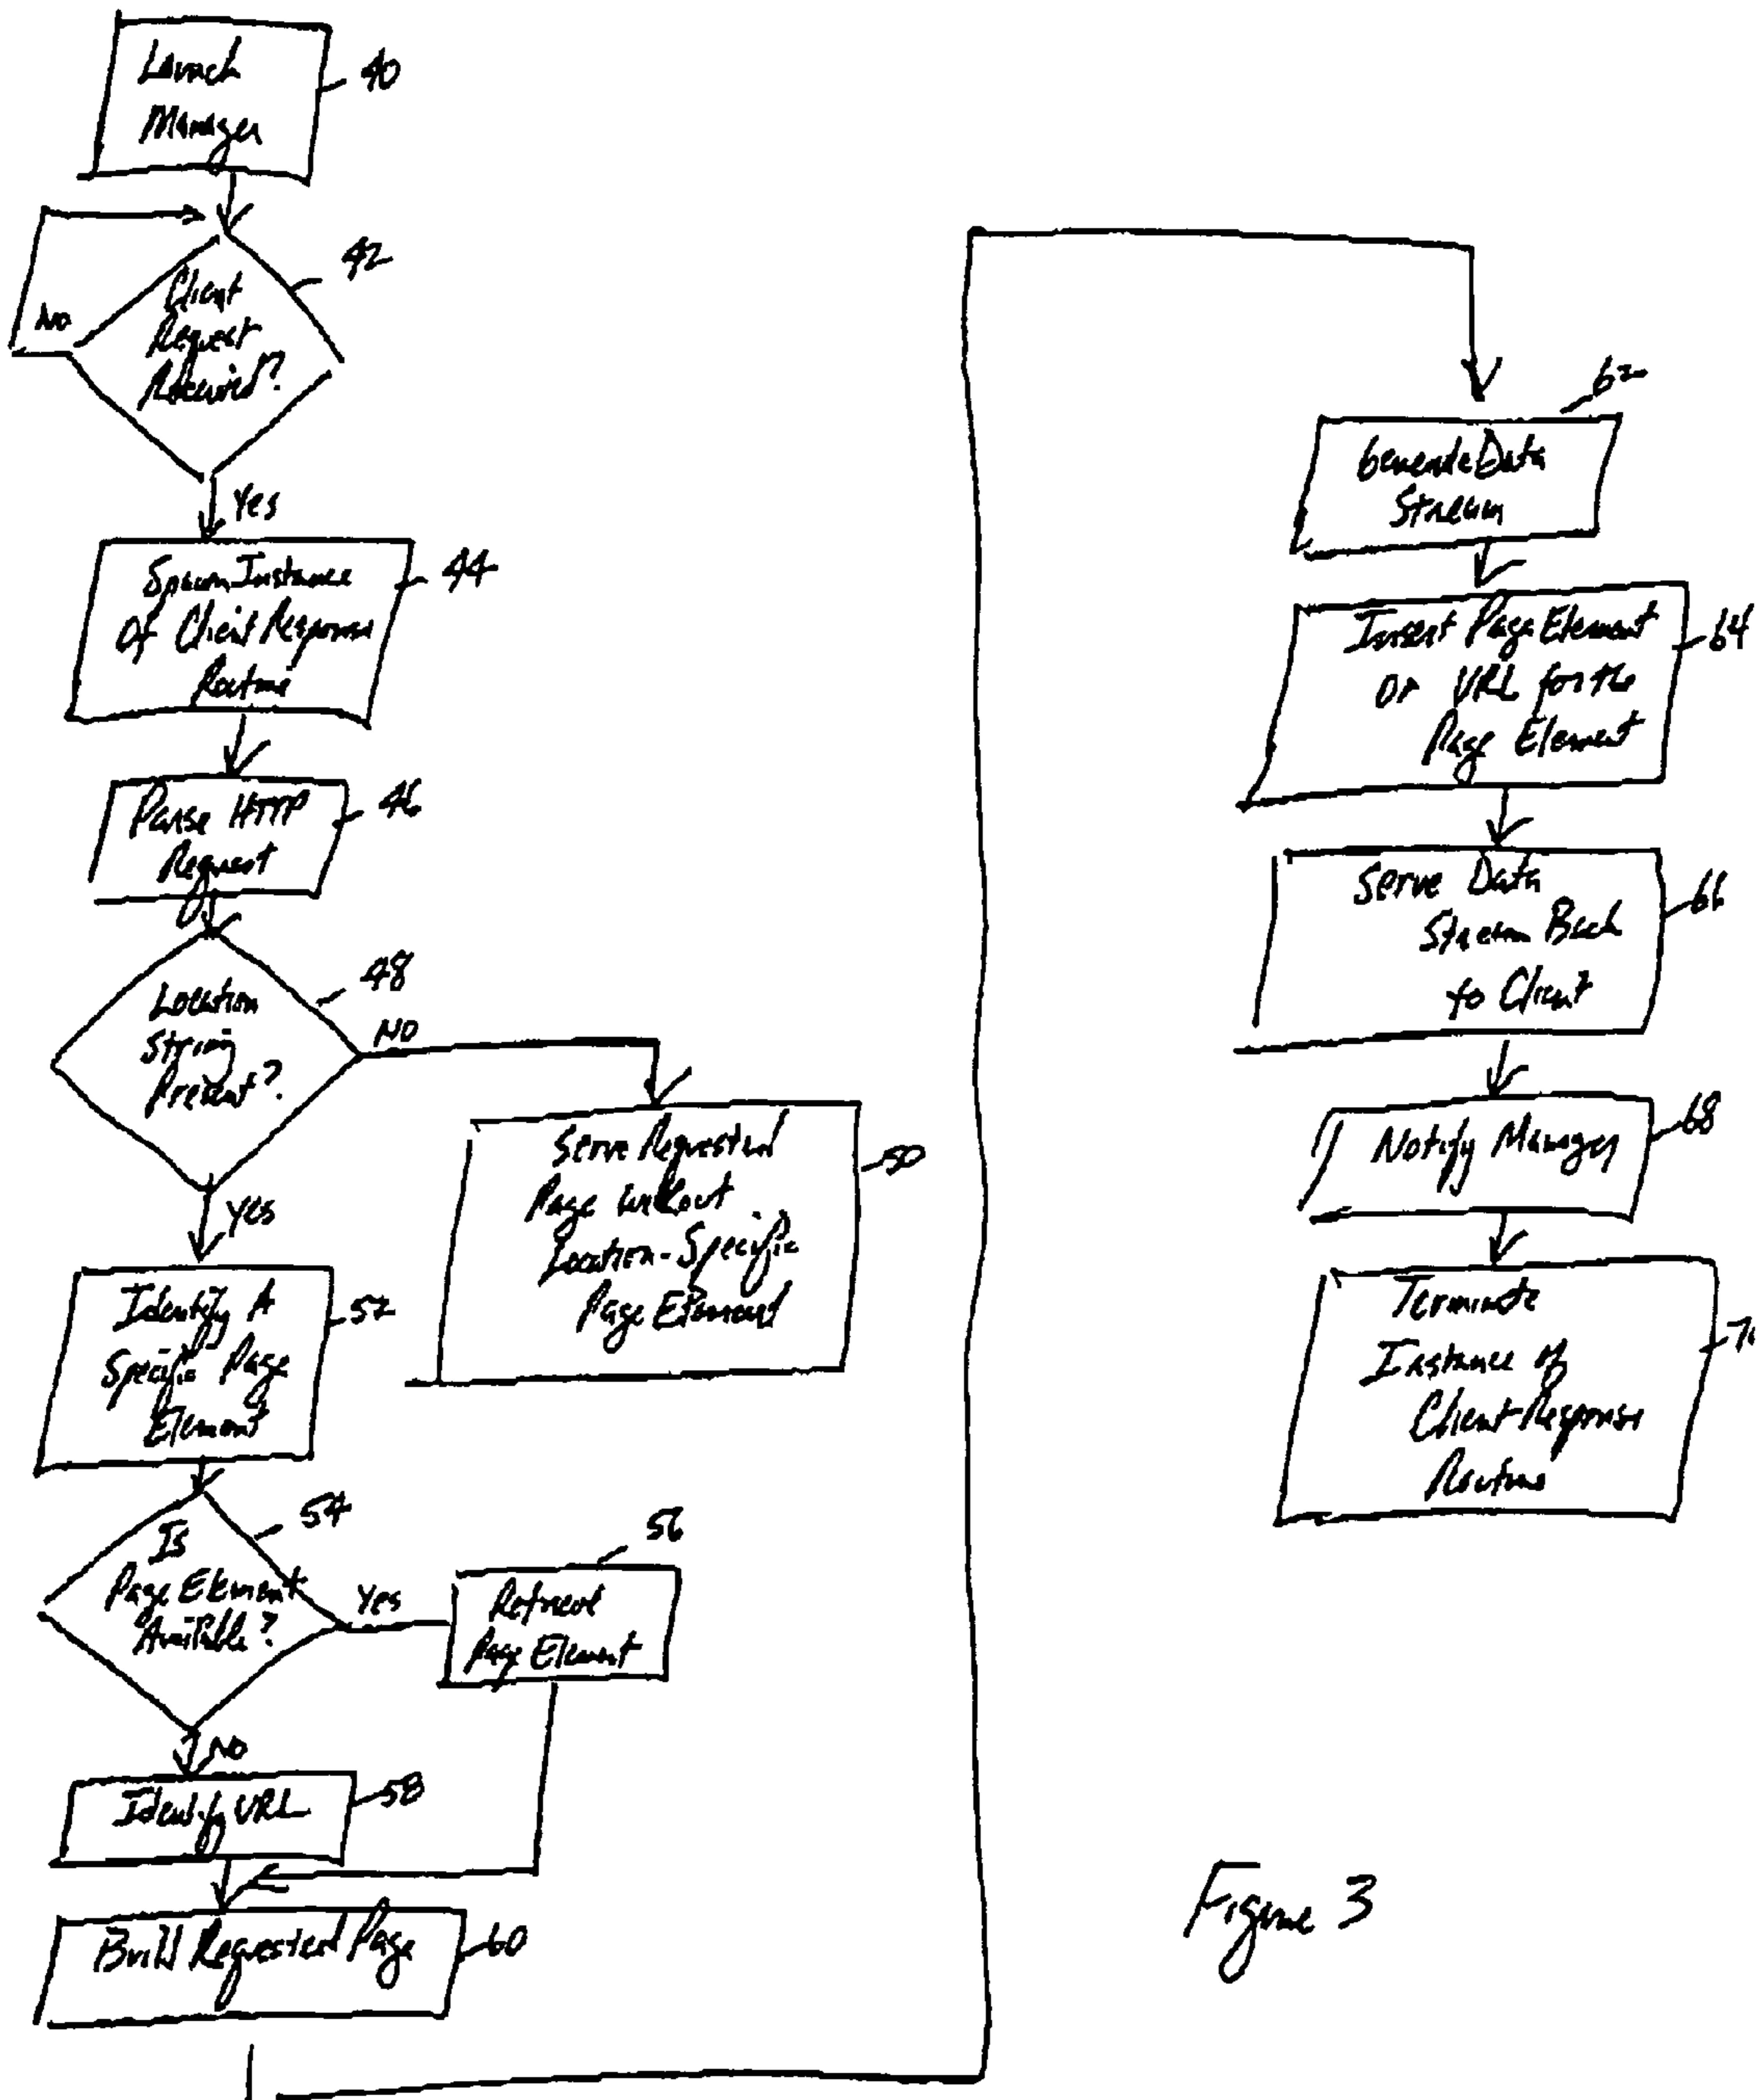 Launch
Manager
40
42
Client
Request
Received?
No
Yes
Spawn Instance
Of Client Response
Routine
44
Parse HTTP
Request
46
Location
String
Present?
48
NO
Serve Requested
Page Without
Location-Specific
Page Element
50
Yes
Identify A
Specific Page
Element
52
Is
Page Element
Available?
54
Yes
56
Retrieve
Page Element
No
Identify URL
58
Build Requested Page
60
62
Generate Data
Stream
Insert Page Element
or URL for the
Page Element
64
Serve Data
Stream Back
to Client
66
Notify Manager
68
Terminate
Instance of
Client Response
Routine
Figure 3